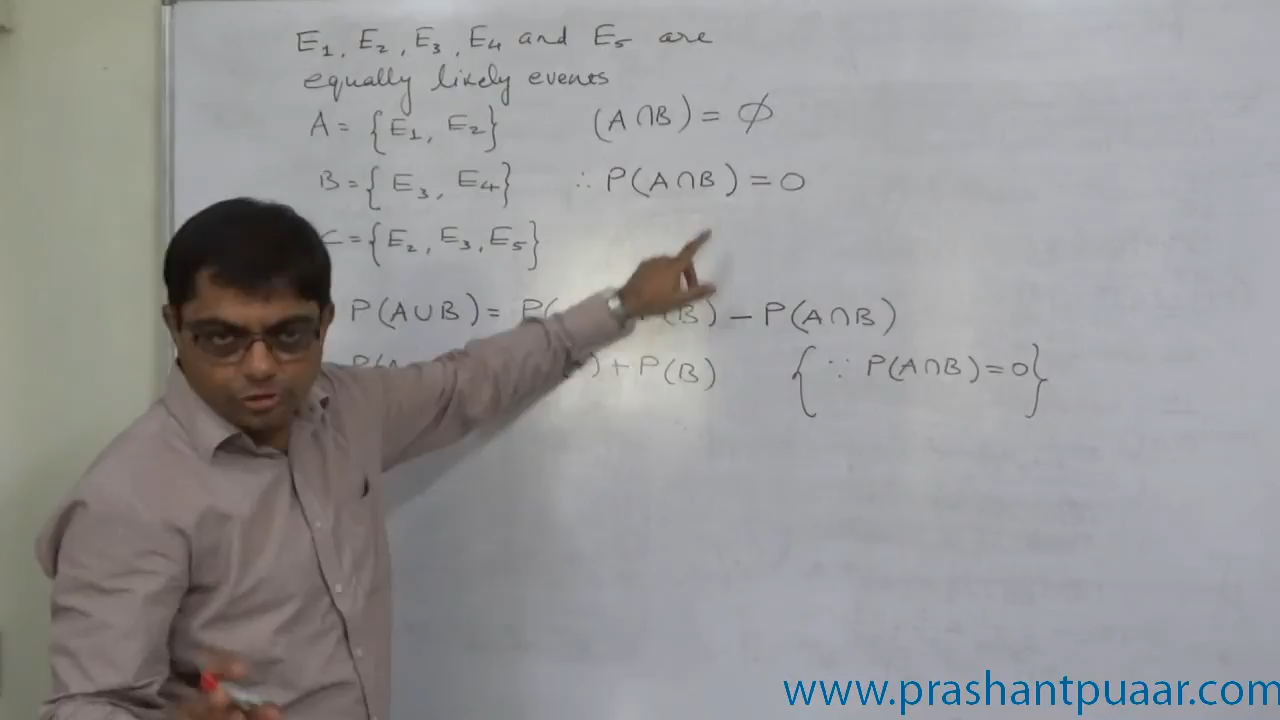 E₁, E₂, E₃, E₄ and E₅ are
equally likely events
A = {E₁, E₂} (A∩B) = ϕ
B = {E₃, E₄} ∴ P(A∩B) = 0
= {E₂, E₃, E₅}
P(A∪B) = P( (B) – P(A∩B)
) + P(B) {∵ P(A∩B) = 0}
www.prashantpuaar.com